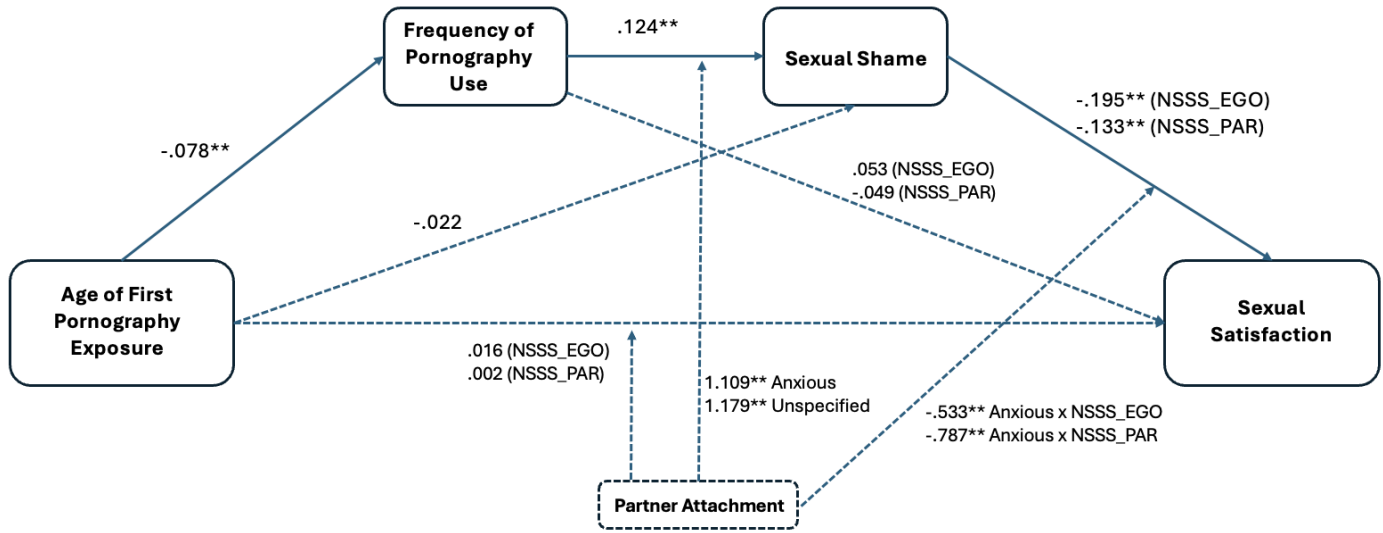 Frequency of
Pornography
Use
.124**
Sexual Shame
-.195** (NSSS_EGO)
-.133** (NSSS_PAR)
-.078**
.053 (NSSS_EGO)
-.049 (NSSS_PAR)
-.022
Age of First
Pornography
Exposure
Sexual
Satisfaction
.016 (NSSS_EGO)
.002 (NSSS_PAR)
1.109** Anxious
1.179** Unspecified
-.533** Anxious x NSSS_EGO
-.787** Anxious x NSSS_PAR
Partner Attachment